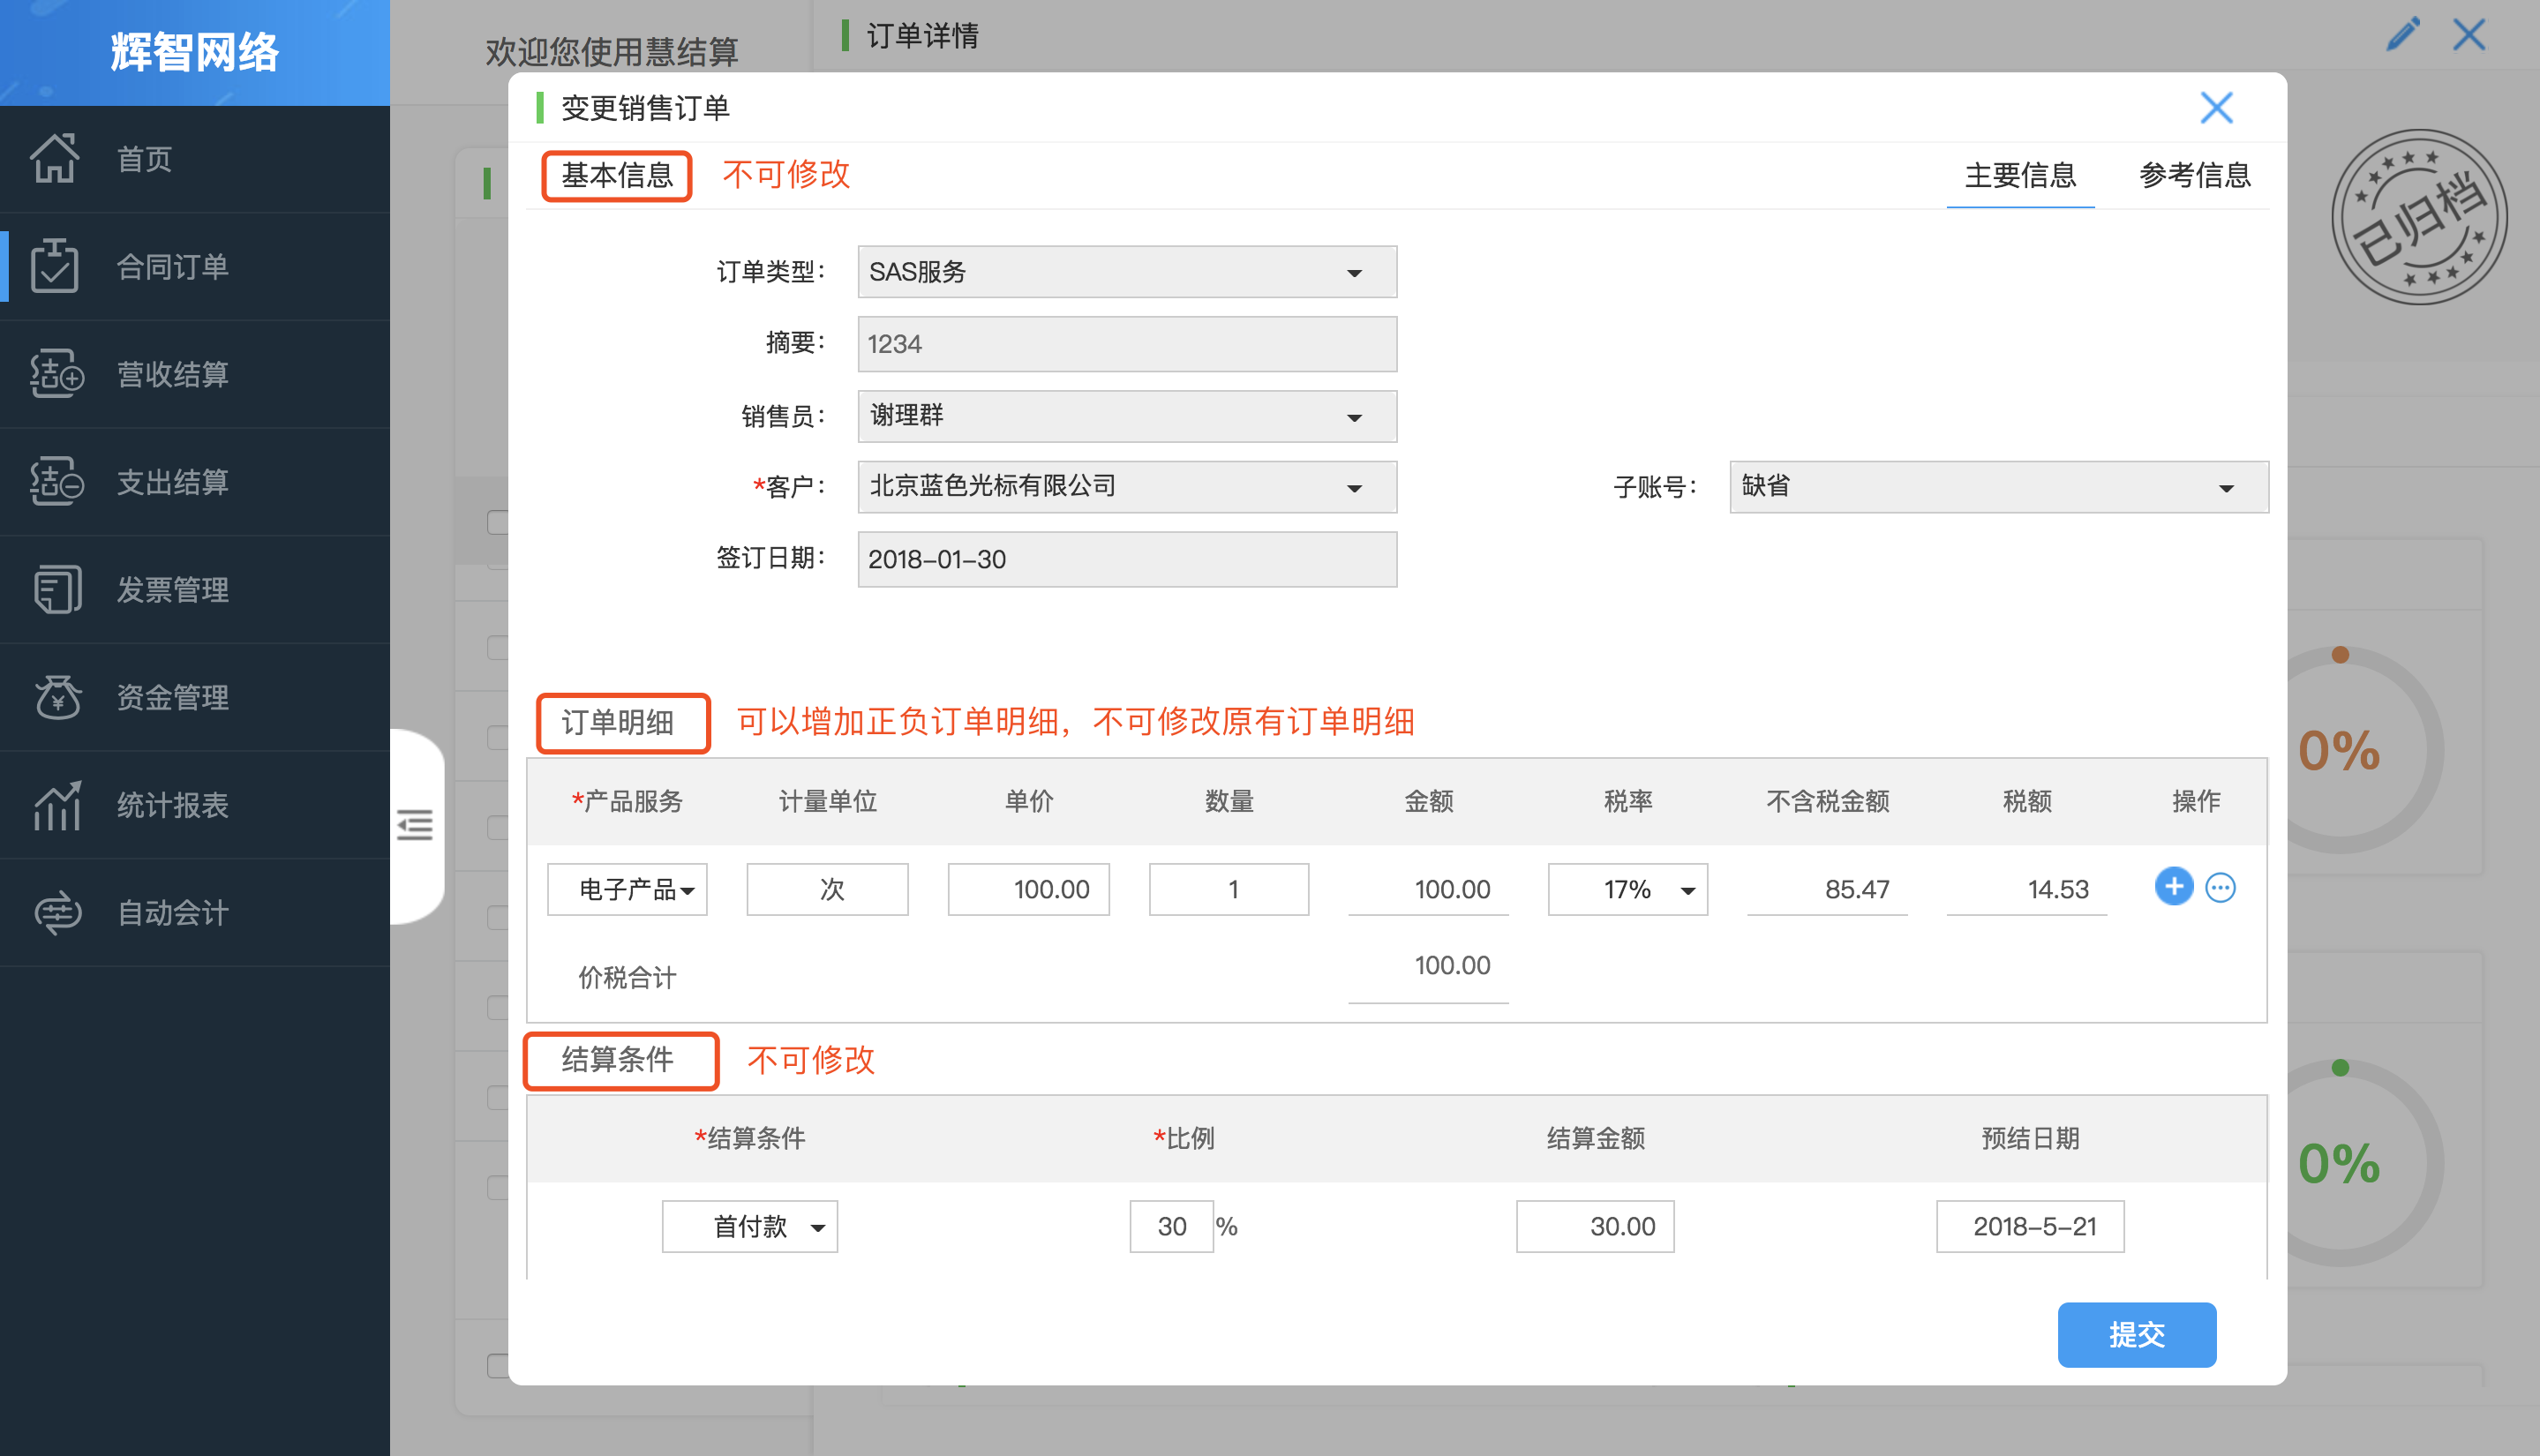 辉智网络
首页
合同订单
营收结算
支出结算
发票管理
资金管理
统计报表
自动会计
欢迎您使用慧结算
订单详情
已归档
变更销售订单
基本信息 不可修改
主要信息 参考信息
订单类型： SAS服务
摘要： 1234
销售员： 谢理群
*客户： 北京蓝色光标有限公司 子账号： 缺省
签订日期： 2018-01-30
订单明细 可以增加正负订单明细，不可修改原有订单明细
*产品服务 计量单位 单价 数量 金额 税率 不含税金额 税额 操作
电子产品 次 100.00 1 100.00 17% 85.47 14.53
价税合计 100.00
结算条件 不可修改
*结算条件 *比例 结算金额 预结日期
首付款 30 % 30.00 2018-5-21
提交
0%
0%